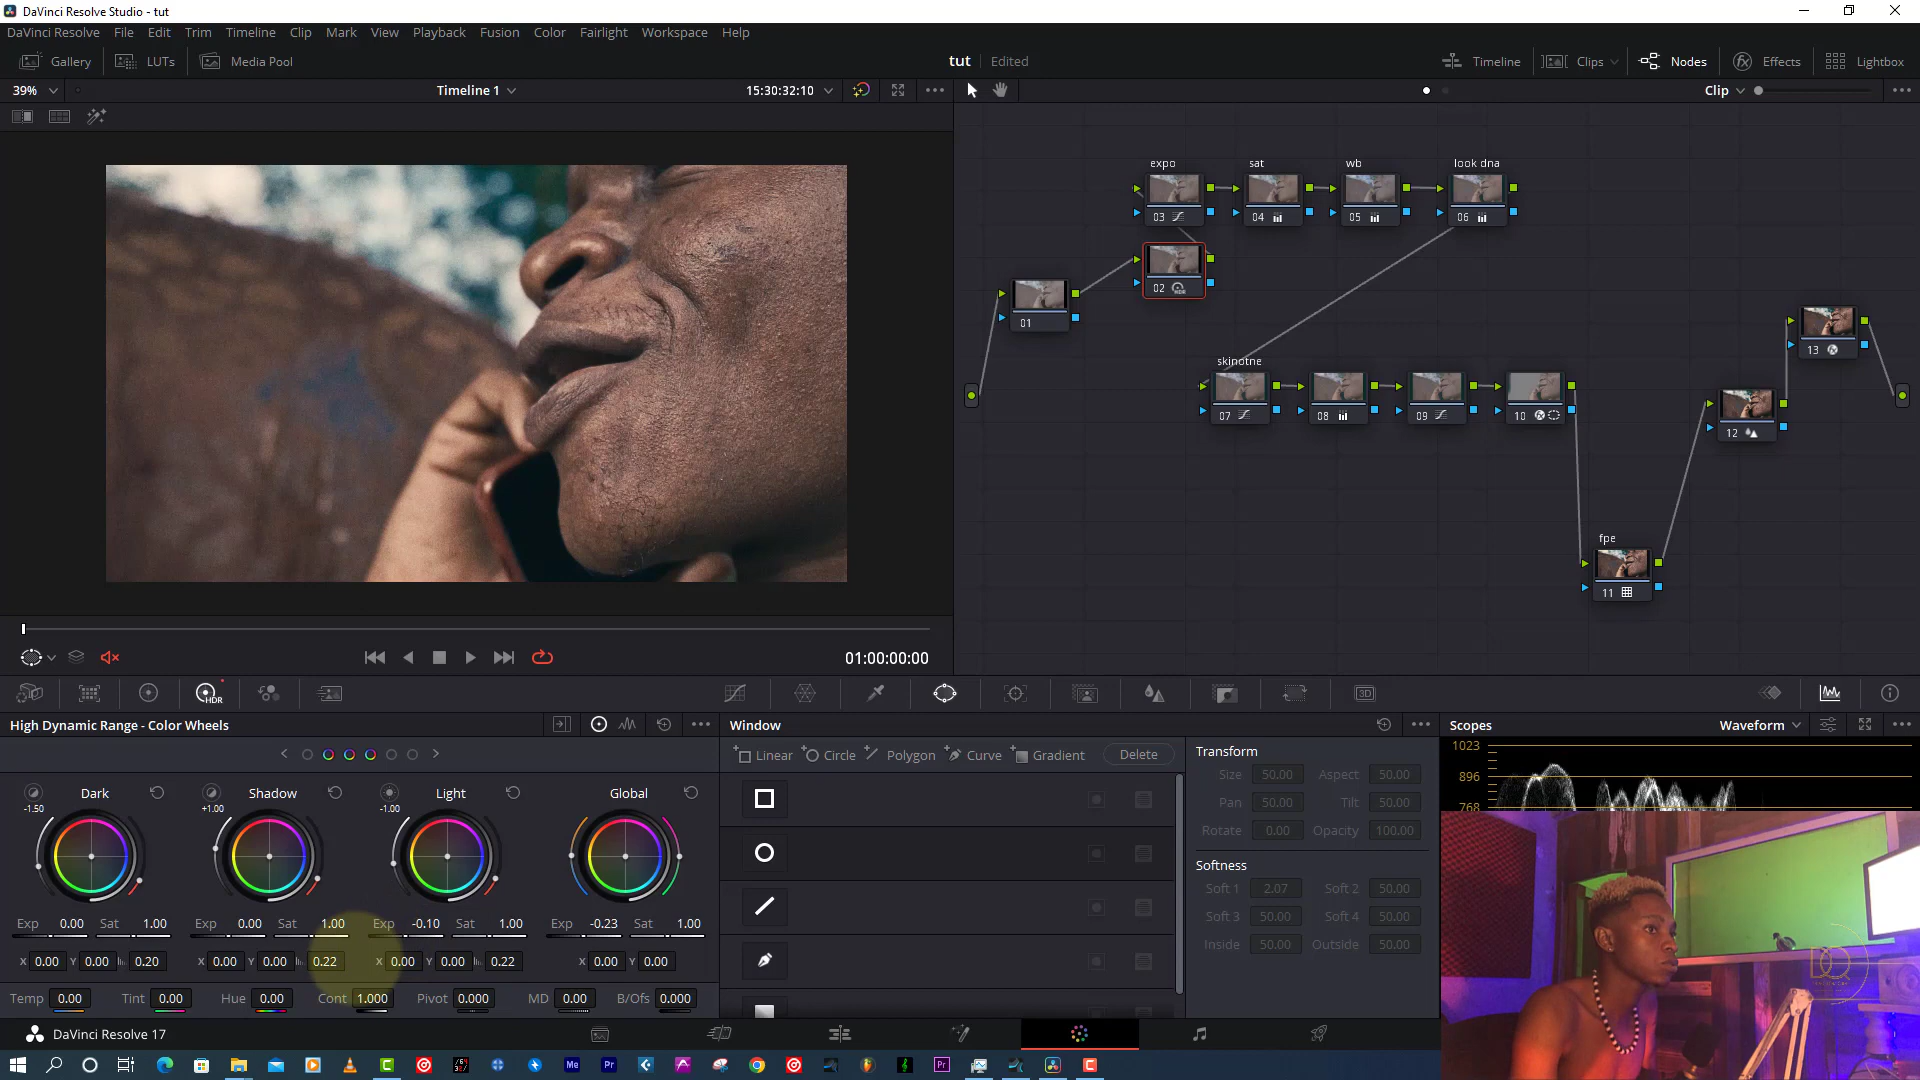 DaVinci Resolve Studio - tut
DaVinci Resolve File Edit Trim Timeline Clip Mark View Playback Fusion Color Fairlight Workspace Help
Gallery LUTs Media Pool tut Edited Timeline Clips Nodes Effects Lightbox
39% Timeline 1 15:30:32:10 Clip
expo sat wb look dna
03 04 05 06
02
01
skinotne
07 08 09 10
13
12
fpe
11
01:00:00:00
HDR
3D
High Dynamic Range - Color Wheels Window Scopes Waveform
Linear Circle Polygon Curve Gradient Delete
Transform
Size 50.00 Aspect 50.00
Pan 50.00 Tilt 50.00
Rotate 0.00 Opacity 100.00
Softness
Soft 1 2.07 Soft 2 50.00
Soft 3 50.00 Soft 4 50.00
Inside 50.00 Outside 50.00
1023
896
768
Dark Shadow Light Global
-1.50 +1.00 -1.00
Exp 0.00 Sat 1.00 Exp 0.00 Sat 1.00 Exp -0.10 Sat 1.00 Exp -0.23 Sat 1.00
X 0.00 Y 0.00 0.20 X 0.00 Y 0.00 0.22 X 0.00 Y 0.00 0.22 X 0.00 Y 0.00
Temp 0.00 Tint 0.00 Hue 0.00 Cont 1.000 Pivot 0.000 MD 0.00 B/Ofs 0.000
DaVinci Resolve 17
Me Pr Pr